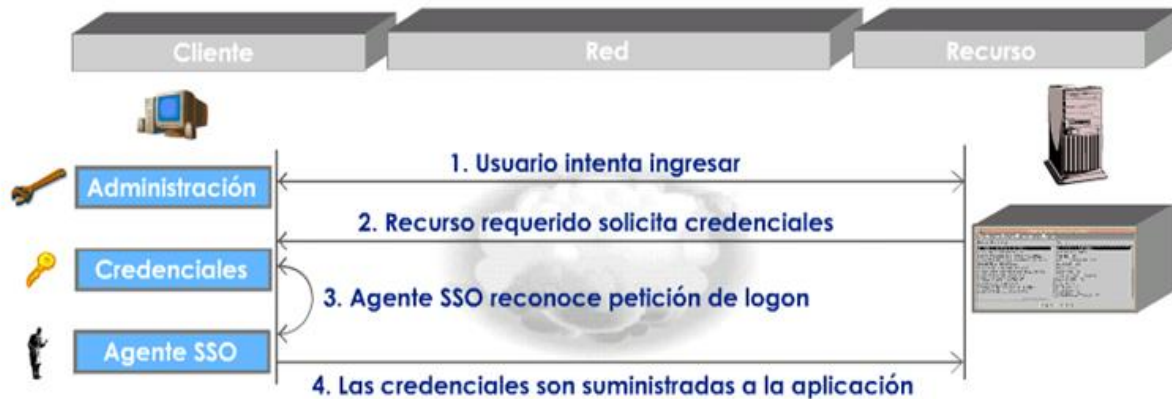 Cliente
Red
Recurso
1. Usuario intenta ingresar
Administración
2. Recurso requerido solicita credenciales
Credenciales
3. Agente SSO reconoce petición de logon
Agente SSO
4. Las credenciales son suministradas a la aplicación